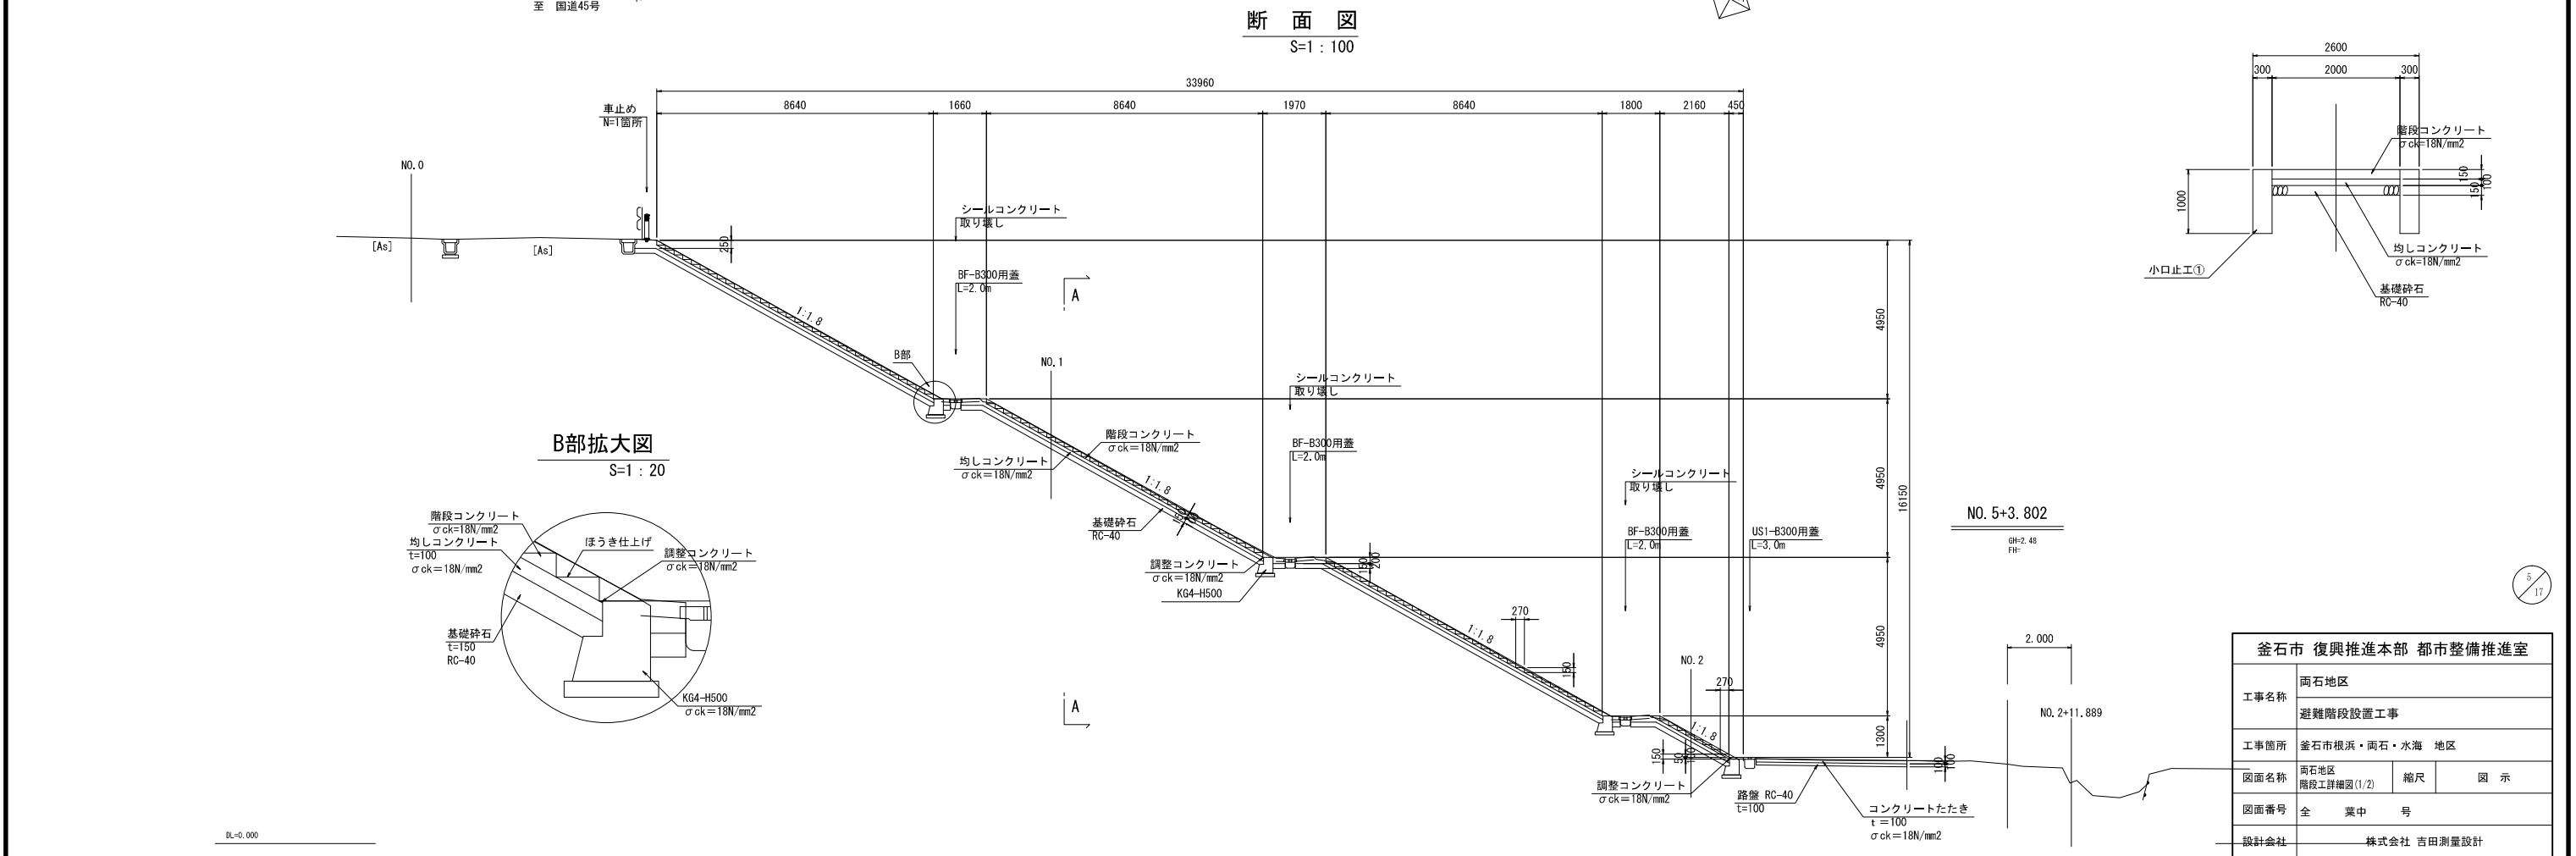 至 国道45号
断 面 図
S=1 : 100
33960
8640
1660
8640
1970
8640
1800
2160
450
車止め
N=1箇所
NO.0
[As]
[As]
250
シールコンクリート
取り壊し
BF-B300用蓋
L=2.0m
A
1:1.8
B部
NO.1
シールコンクリート
取り壊し
BF-B300用蓋
L=2.0m
階段コンクリート
σck=18N/mm2
均しコンクリート
σck=18N/mm2
1:1.8
基礎砕石
RC-40
調整コンクリート
σck=18N/mm2
KG4-H500
150
200
シールコンクリート
取り壊し
BF-B300用蓋
L=2.0m
US1-B300用蓋
L=3.0m
270
150
1:1.8
NO.2
270
1:1.8
150
50
調整コンクリート
σck=18N/mm2
路盤 RC-40
t=100
コンクリートたたき
t=100
σck=18N/mm2
100
100
4950
4950
4950
1300
16150
A
B部拡大図
S=1 : 20
階段コンクリート
σck=18N/mm2
均しコンクリート
t=100
σck=18N/mm2
ほうき仕上げ
調整コンクリート
σck=18N/mm2
基礎砕石
t=150
RC-40
KG4-H500
σck=18N/mm2
DL=0.000
2600
300
2000
300
階段コンクリート
σck=18N/mm2
150
100
150
1000
均しコンクリート
σck=18N/mm2
小口止工①
基礎砕石
RC-40
NO.5+3.802
GH=2.48
FH=
2.000
NO.2+11.889
5
17
釜石市 復興推進本部 都市整備推進室
工事名称
両石地区
避難階段設置工事
工事箇所 釜石市根浜・両石・水海 地区
図面名称
両石地区
階段工詳細図(1/2)
縮尺 図 示
図面番号 全 葉中 号
設計会社 株式会社 吉田測量設計